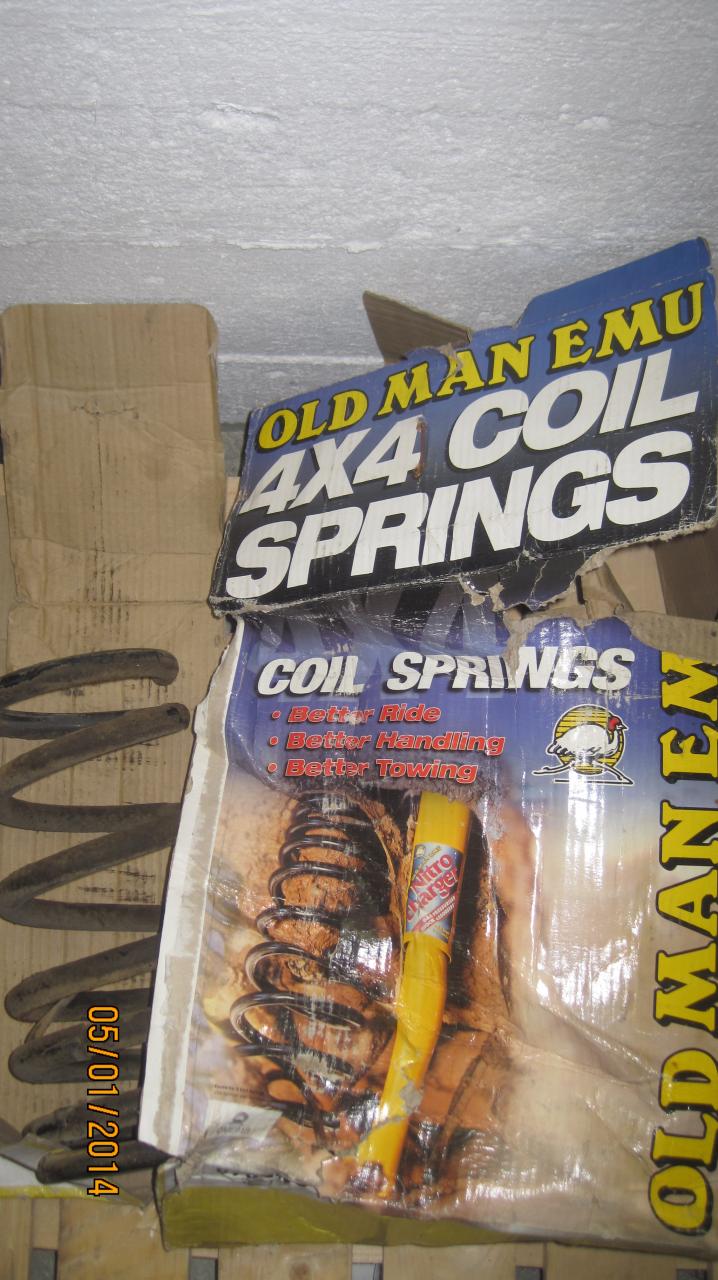 OLD MAN EMU
4X4 COIL
SPRINGS
COIL SPRINGS
• Better Ride
• Better Handling
• Better Towing
Nitro
Charger
OLD MAN EM
05/01/2014